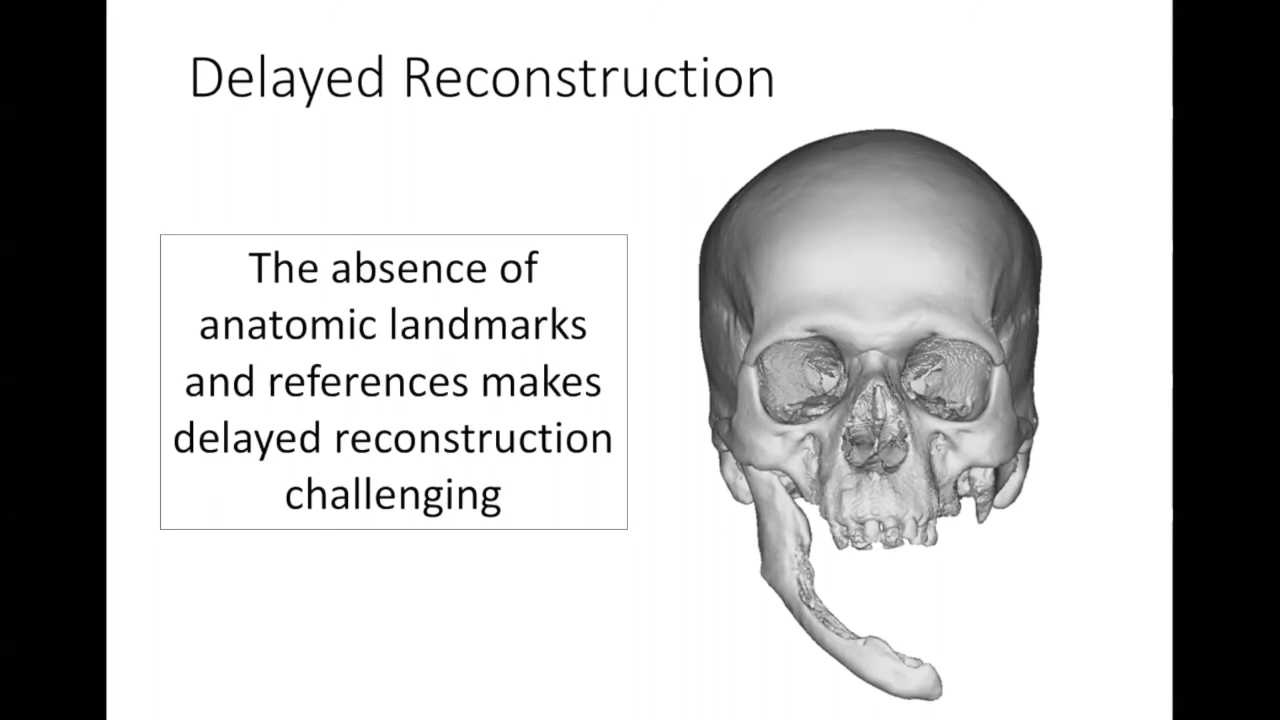 Delayed Reconstruction
The absence of
anatomic landmarks
and references makes
delayed reconstruction
challenging